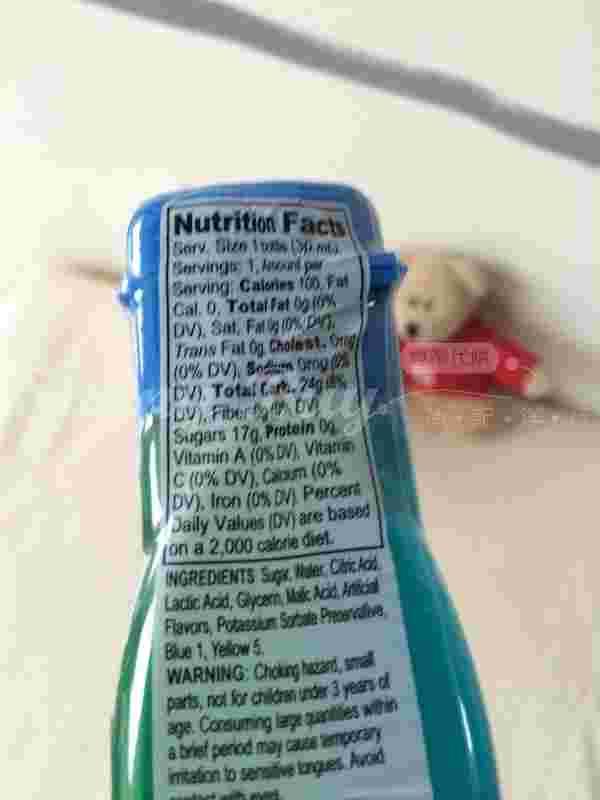 Nutrition Facts
Serv. Size 1 (30 mL),
Servings: 1, Amount per
Serving: Calories 100, Fat
Cal. 0, Total Fat 0g (0%
DV), Sat. Fat 0g (0% DV),
Trans Fat 0g, Cholest. 0mg
(0% DV), Sodium 0mg (0%
DV), Total Carb. 24g (8%
DV), Fiber 0g (0% DV)
Sugars 17g, Protein 0g,
Vitamin A (0% DV), Vitamin
C (0% DV), Calcium (0%
DV), Iron (0% DV). Percent
Daily Values (DV) are based
on a 2,000 calorie diet.
INGREDIENTS Sugar, Water, Citric Acid,
Lactic Acid, Glycerin, Malic Acid, Artificial
Flavors, Potassium Sorbate Preservative,
Blue 1, Yellow 5.
WARNING: Choking hazard, small
parts, not for children under 3 years of
age. Consuming large quantities within
a brief period may cause temporary
irritation to sensitive tongues. Avoid
contact with eyes.